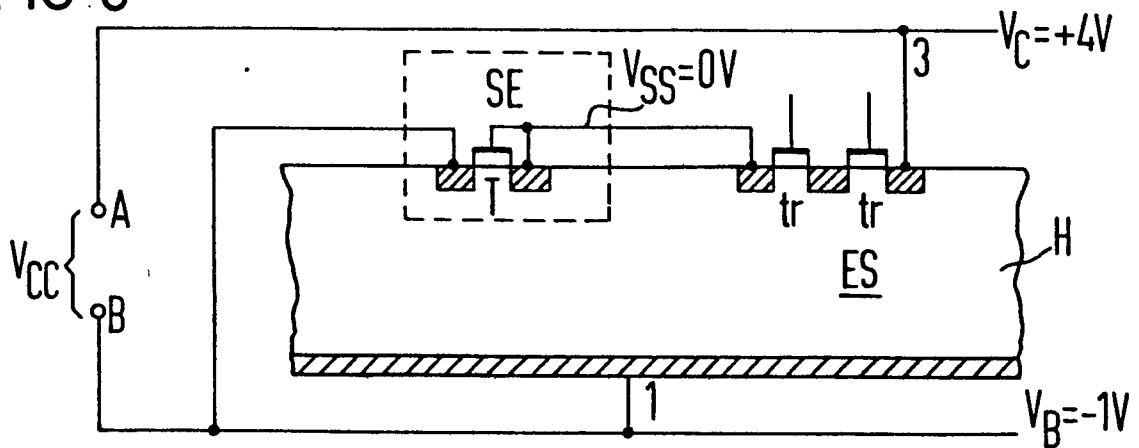 V_C=+4V
3
SE
V_SS=0V
T
tr
tr
A
V_CC
B
H
ES
1
V_B=-1V